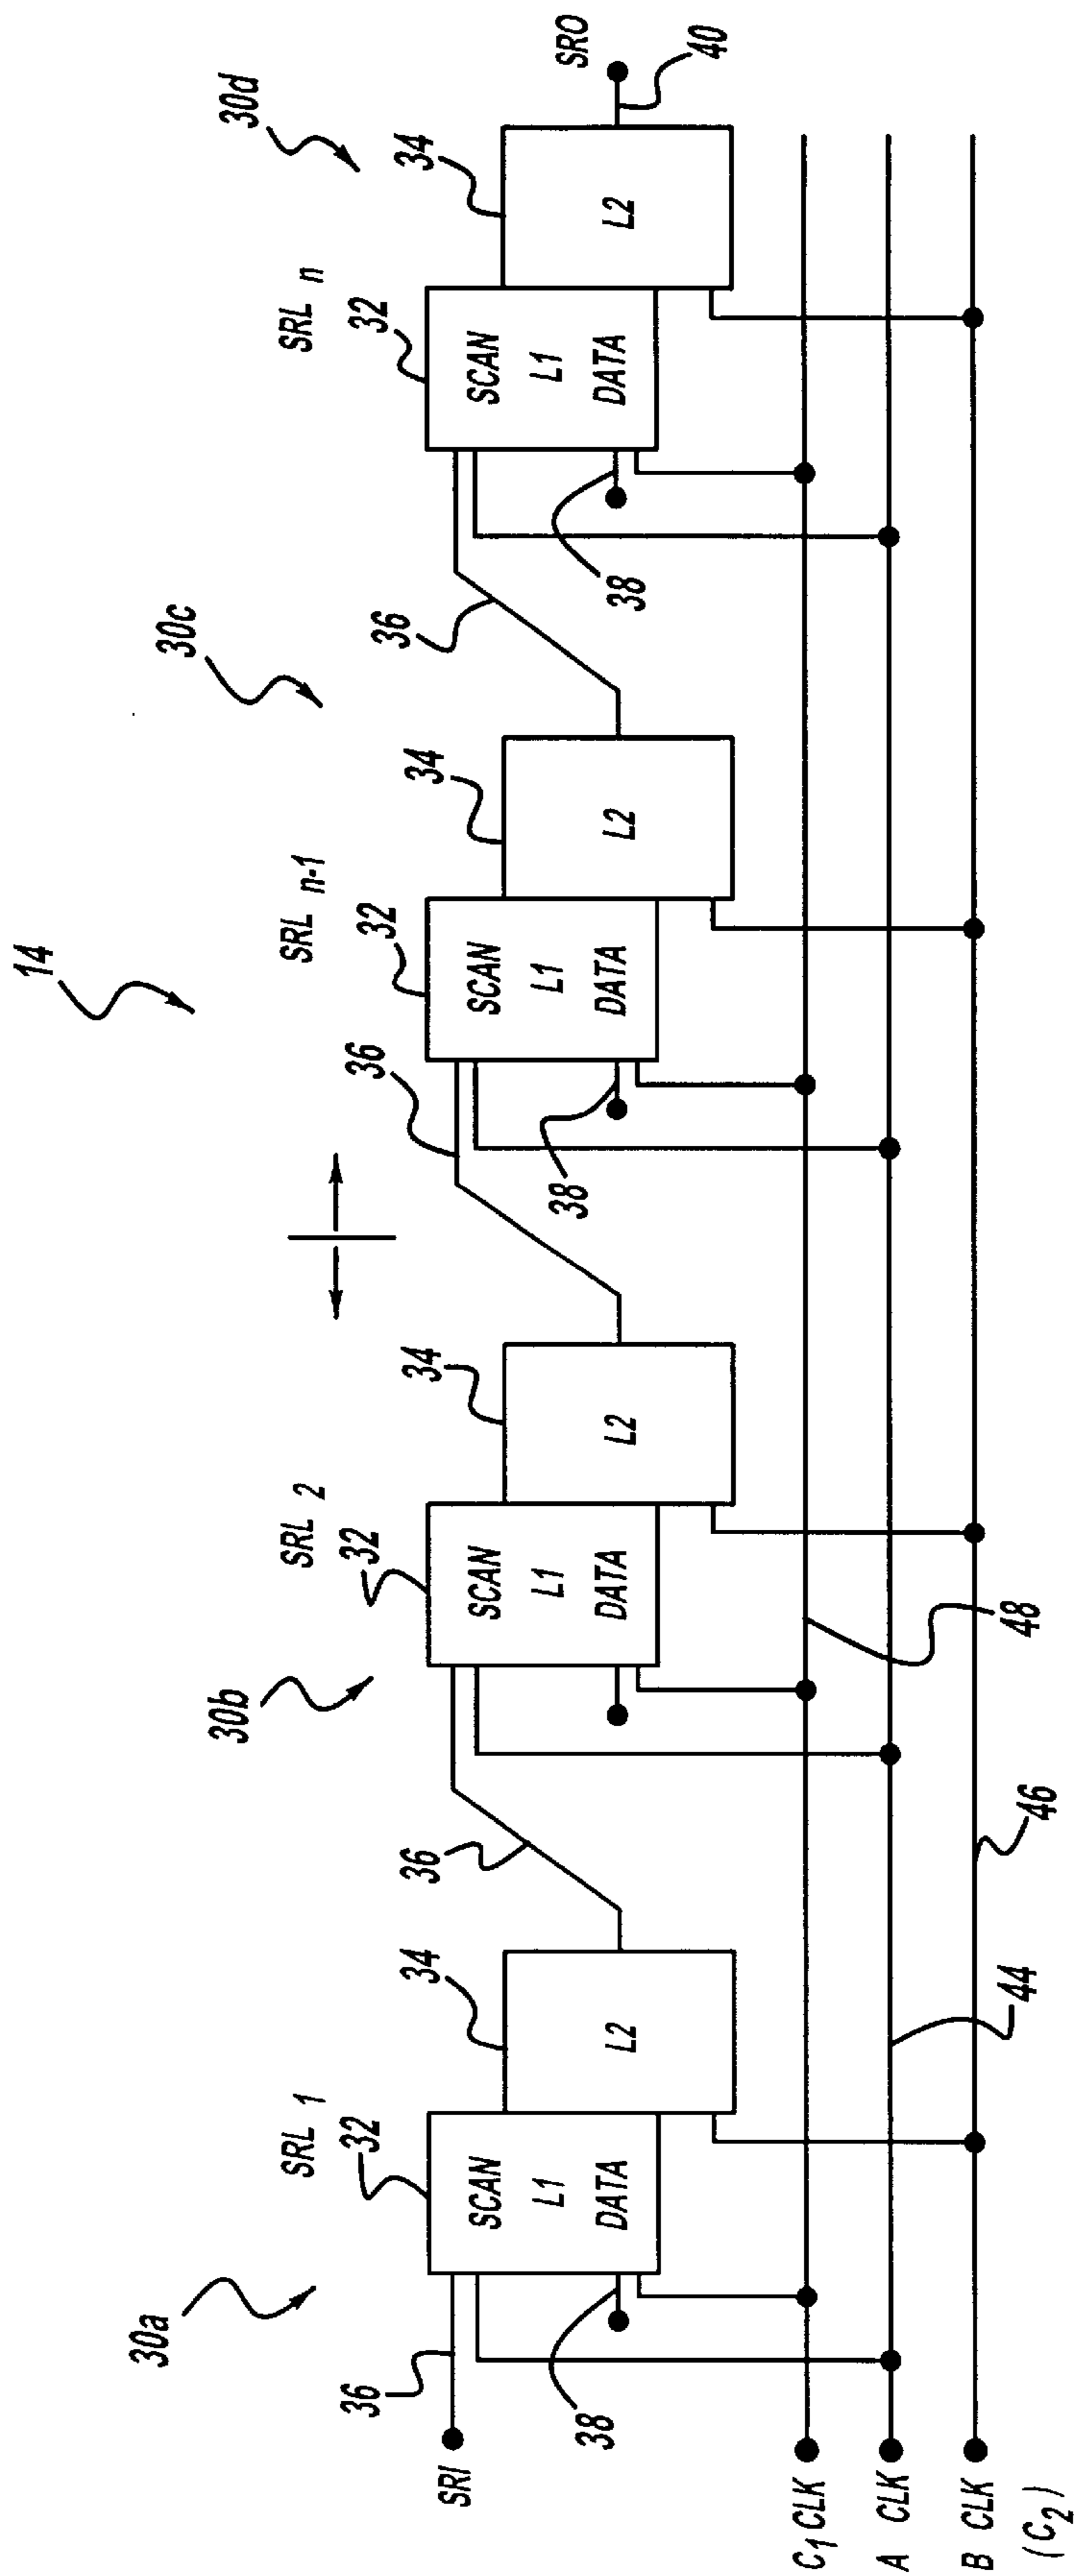 14
30a
30b
30c
30d
SRL 1
SRL 2
SRL n-1
SRL n
32
34
32
34
32
34
32
34
SRI
36
36
36
36
SCAN
L1
DATA
L2
SCAN
L1
DATA
L2
SCAN
L1
DATA
L2
SCAN
L1
DATA
L2
SRO
40
38
38
38
C1 CLK
A CLK
B CLK
(C2)
44
46
48